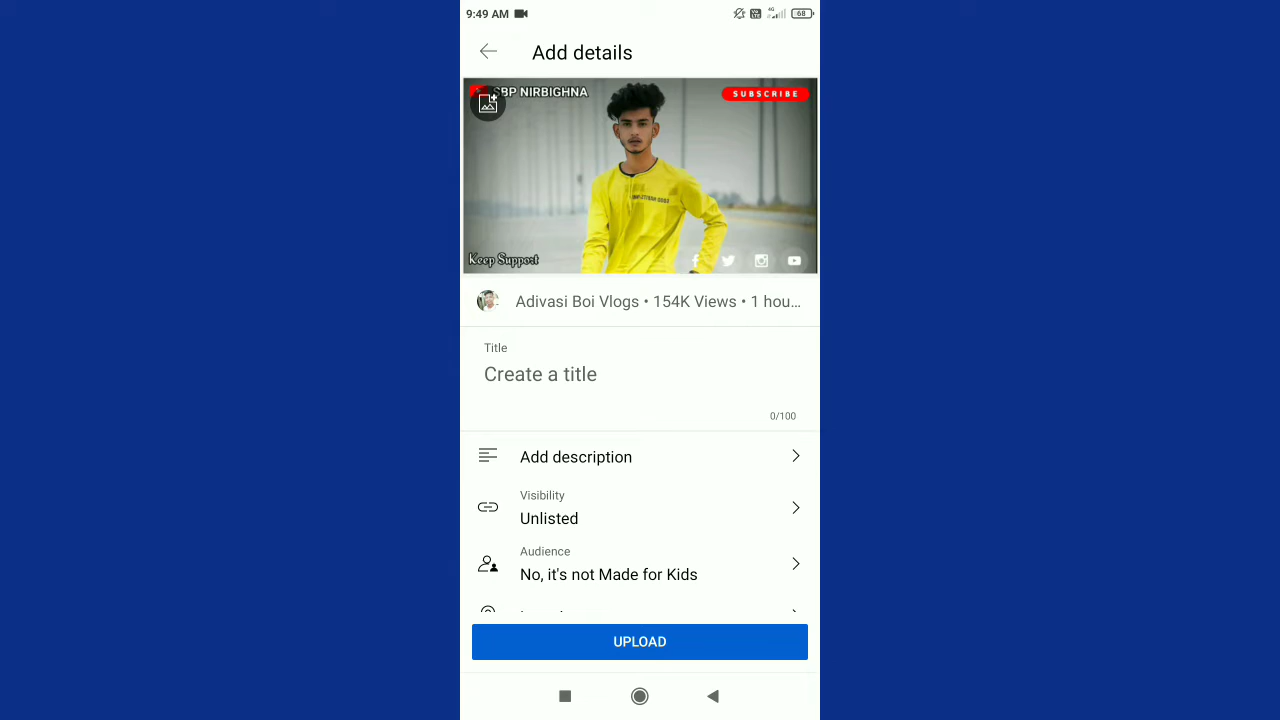 9:49 AM
4G
68
Add details
SBP NIRBIGHNA
SUBSCRIBE
Keep Support
Adivasi Boi Vlogs • 154K Views • 1 hou...
Title
Create a title
0/100
Add description
Visibility
Unlisted
Audience
No, it's not Made for Kids
UPLOAD